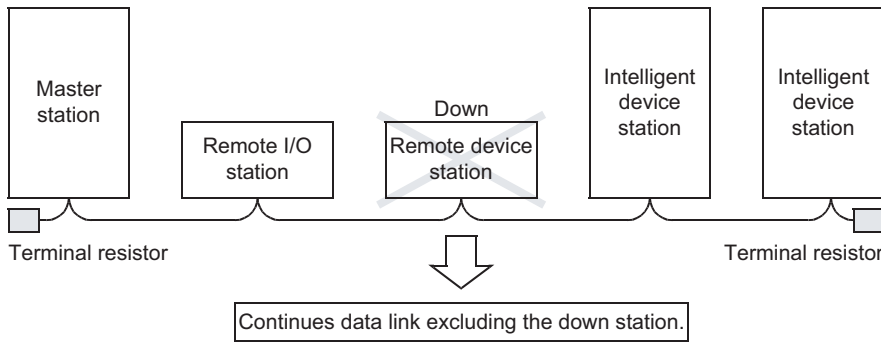 Master
station
Remote I/O
station
Down
Remote device
station
Intelligent
device
station
Intelligent
device
station
Terminal resistor
Terminal resistor
Continues data link excluding the down station.